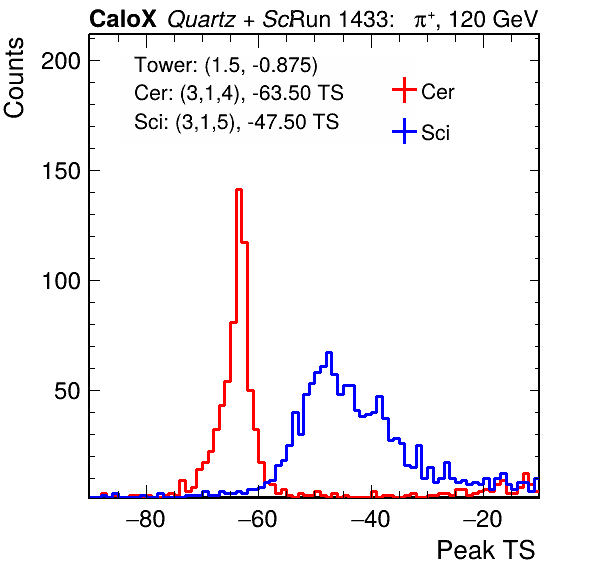 CaloX Quartz + ScRun 1433: π⁺, 120 GeV
Counts
Tower: (1.5, -0.875)
Cer: (3,1,4), -63.50 TS
Sci: (3,1,5), -47.50 TS
Cer
Sci
200
150
100
50
−80 −60 −40 −20
Peak TS